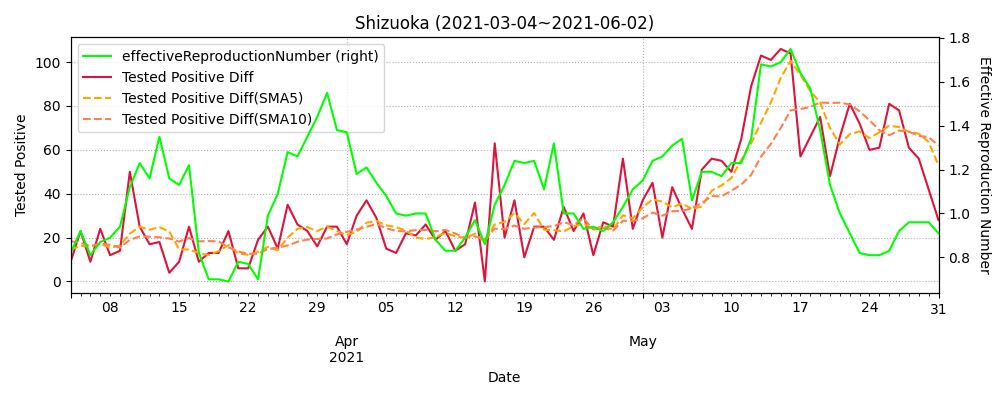 Shizuoka (2021-03-04~2021-06-02)
effectiveReproductionNumber (right)
Tested Positive Diff
Tested Positive Diff(SMA5)
Tested Positive Diff(SMA10)
Tested Positive
100
80
60
40
20
0
1.8
1.6
1.4
1.2
1.0
0.8
Effective Reproduction Number
08 15 22 29 05 12 19 26 03 10 17 24 31
Apr May
2021
Date